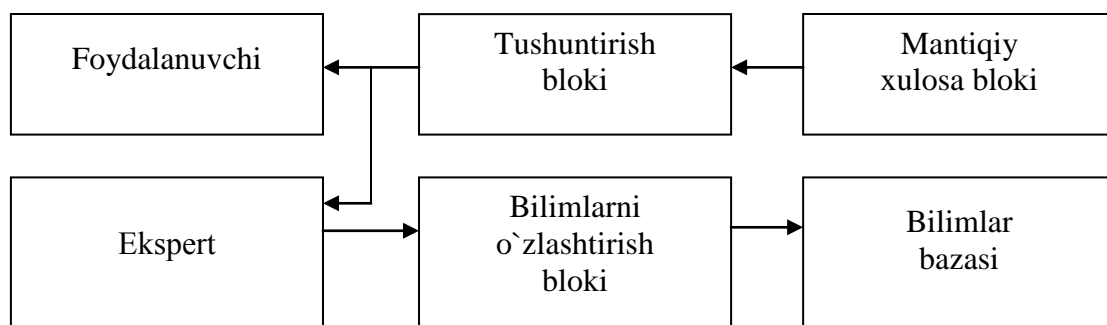 Foydalanuvchi
Tushuntirish
bloki
Mantiqiy
xulosa bloki
Ekspert
Bilimlarni
o`zlashtirish
bloki
Bilimlar
bazasi